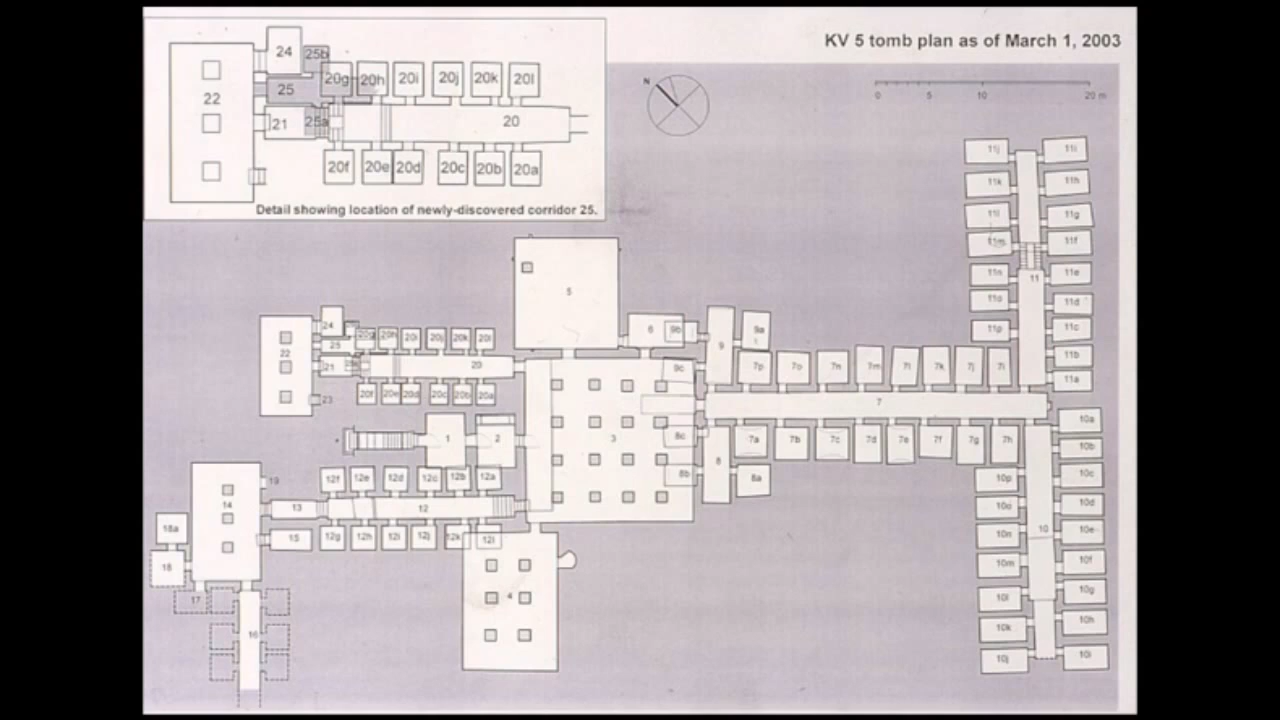 KV 5 tomb plan as of March 1, 2003
24
25b
20g 20h 20i 20j 20k 20l
25
22
21 25a 20
20f 20e 20d 20c 20b 20a
Detail showing location of newly-discovered corridor 25.
N
0 5 10 20 m
11j 11i
11k 11h
11l 11g
11m 11f
11n 11e
11
11o 11d
11p 11c
11b
11a
5
24
20g 20h 20i 20j 20k 20l
25
22
21 20
23
20f 20e 20d 20c 20b 20a
6 9b 9 9a
9c
7p 7o 7n 7m 7l 7k 7j 7i
7
1 2 3
8c
7a 7b 7c 7d 7e 7f 7g 7h
8
8b 8a
10a
10b
10p 10c
10o 10d
10n 10 10e
10m 10f
10l 10g
10k 10h
10j 10i
12f 12e 12d 12c 12b 12a
19
14
13 12
15
12g 12h 12i 12j 12k 12l
18a
18
17
16
4